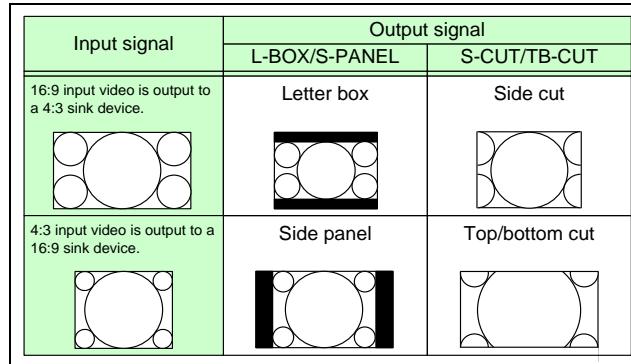 Input signal
Output signal
L-BOX/S-PANEL
S-CUT/TB-CUT
16:9 input video is output to
a 4:3 sink device.
Letter box
Side cut
4:3 input video is output to a
16:9 sink device.
Side panel
Top/bottom cut